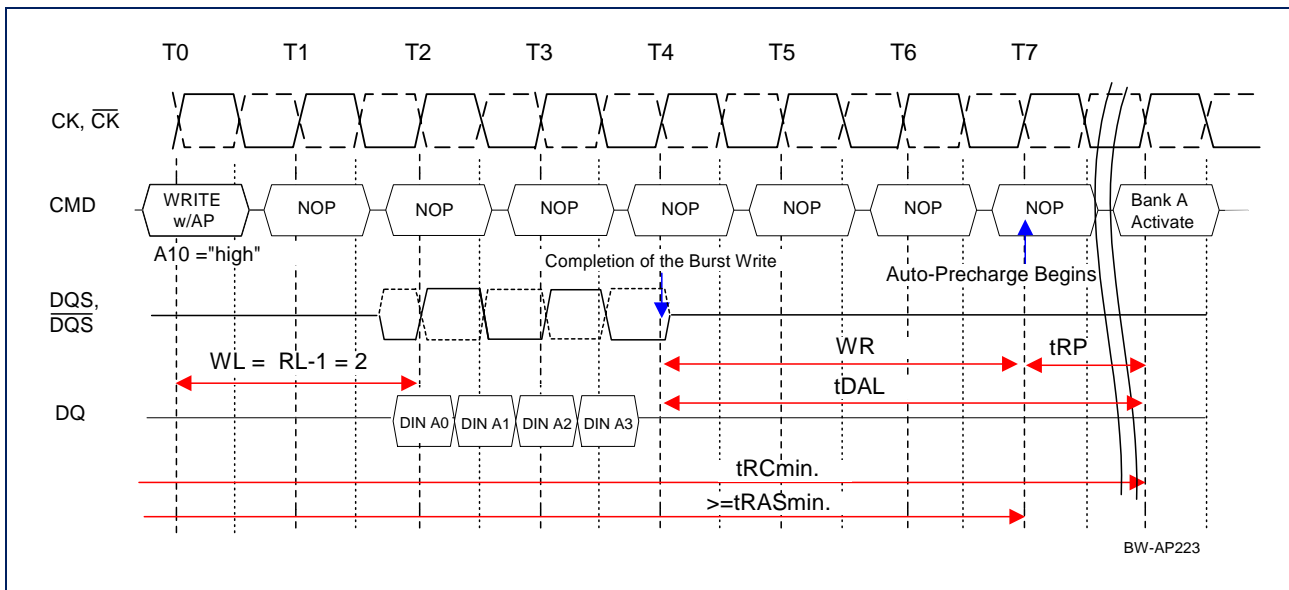 T0 T1 T2 T3 T4 T5 T6 T7
CK, CK
CMD
WRITE w/AP
NOP
NOP
NOP
NOP
NOP
NOP
NOP
Bank A Activate
A10 ="high"
Completion of the Burst Write
Auto-Precharge Begins
DQS,
DQS
WL = RL-1 = 2
WR
tRP
tDAL
DQ
DIN A0
DIN A1
DIN A2
DIN A3
tRCmin.
>=tRASmin.
BW-AP223